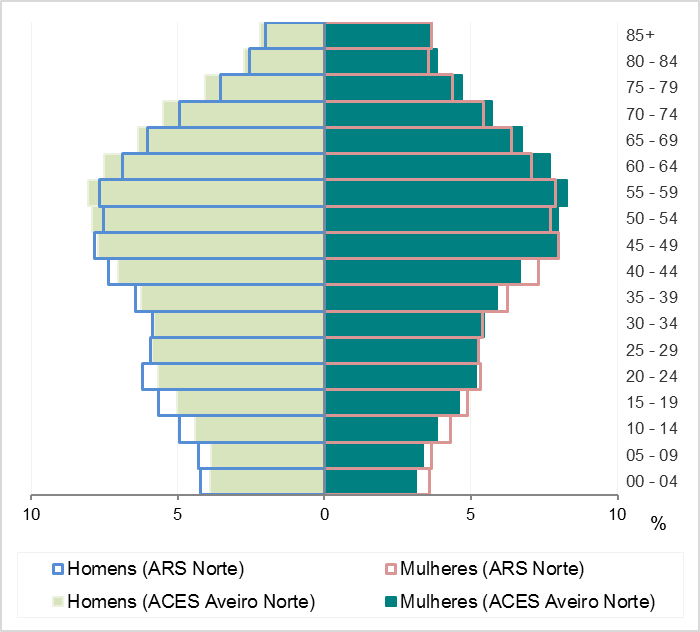 85+
80 - 84
75 - 79
70 - 74
65 - 69
60 - 64
55 - 59
50 - 54
45 - 49
40 - 44
35 - 39
30 - 34
25 - 29
20 - 24
15 - 19
10 - 14
05 - 09
00 - 04
10 5 0 5 10
%
Homens (ARS Norte) Mulheres (ARS Norte)
Homens (ACES Aveiro Norte) Mulheres (ACES Aveiro Norte)